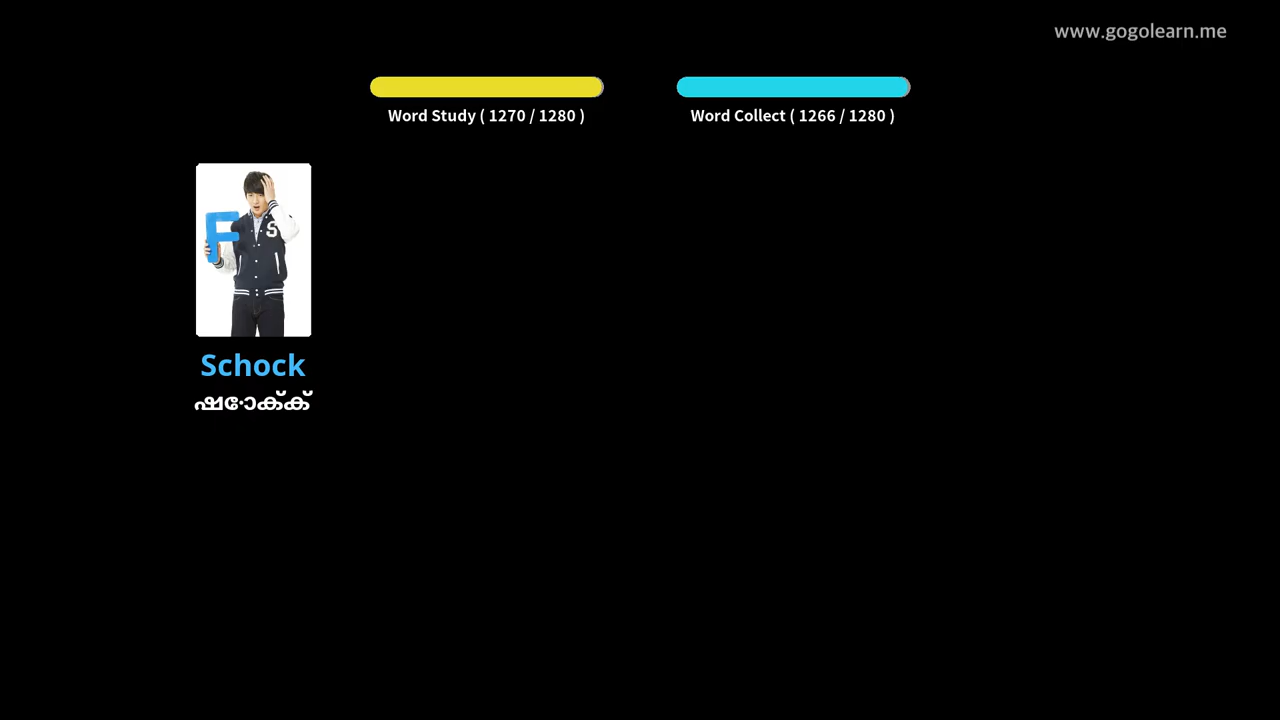 www.gogolearn.me
Word Study ( 1270 / 1280 )
Word Collect ( 1266 / 1280 )
F
S
Schock
ഷോക്ക്